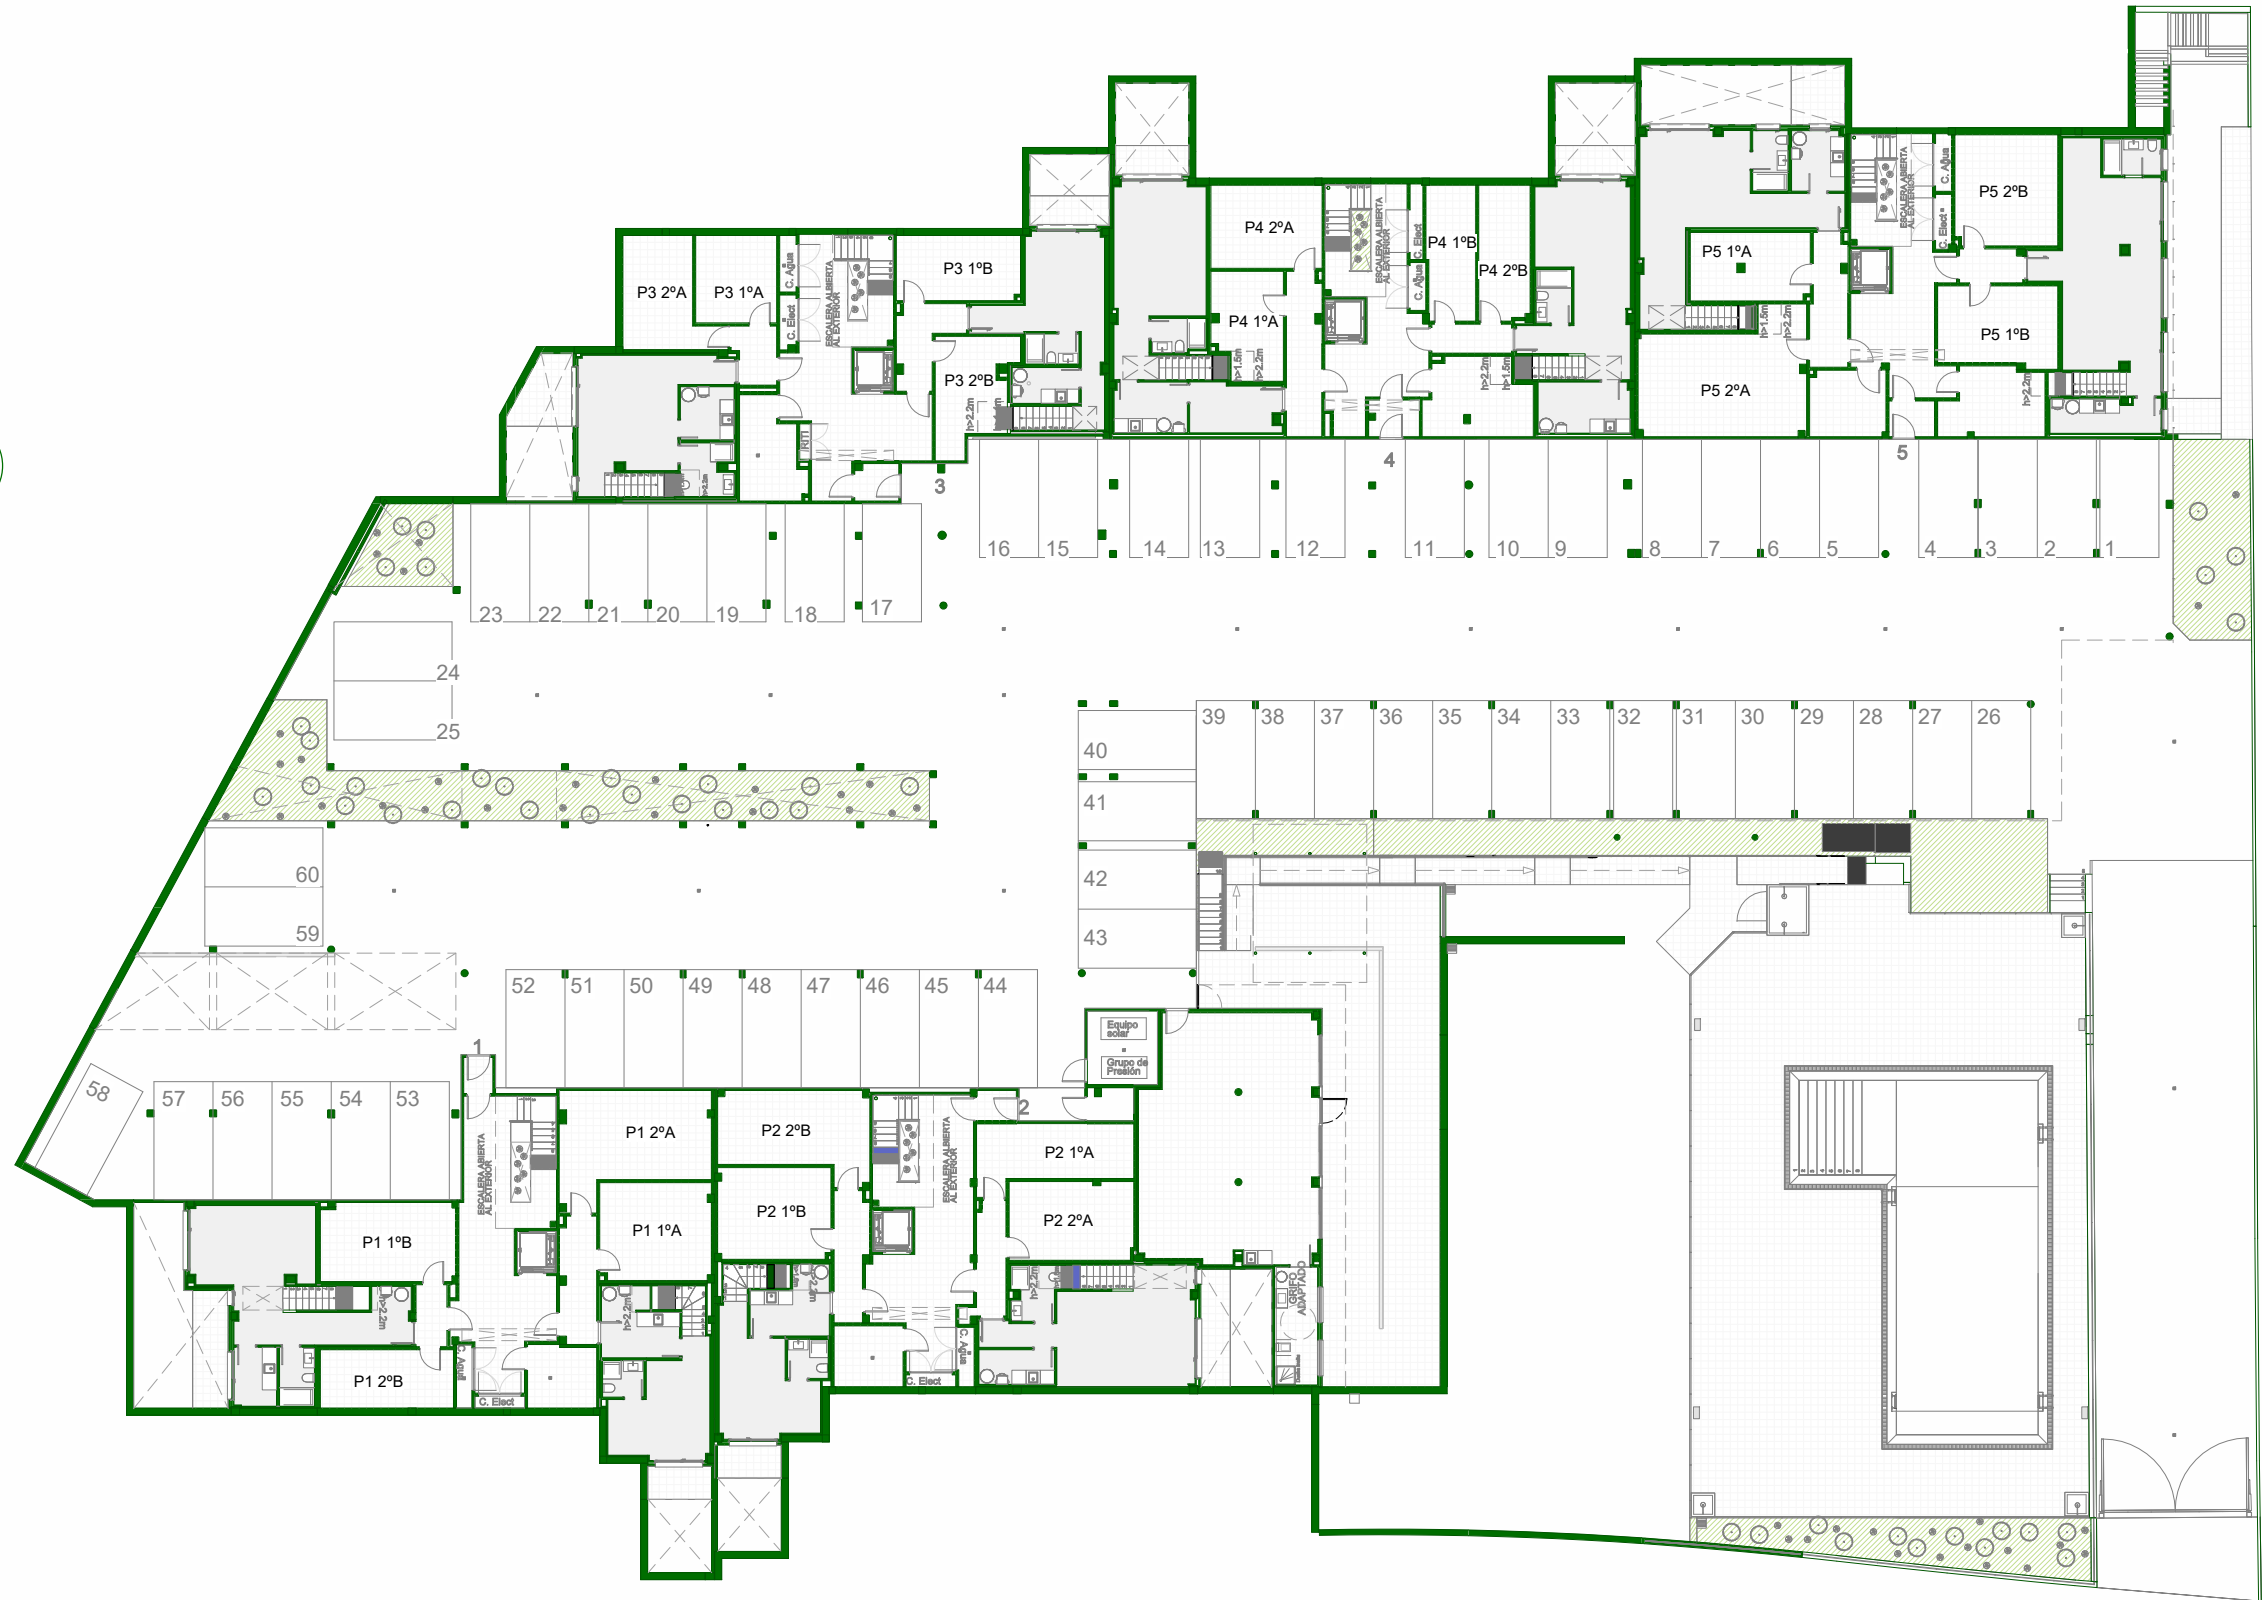 P5 2ºB
C. Agua
ESCALERA ABIERTA
AL EXTERIOR
C. Elect
P4 2ºA
P4 1ºB
P4 2ºB
C. Elect
C. Agua
ESCALERA ALBIERTA
AL EXTERIOR
P5 1ºA
P3 1ºB
P3 2ºA
P3 1ºA
C. Agua
C. Elect
ESCALERA ALBIERTA
AL EXTERIOR
P4 1ºA
h>1.5m
h>2.2m
h>1.5m
h>2.2m
P5 1ºB
P3 2ºB
h>2.2m
h>2.2m
h>1.5m
P5 2ºA
h>2.2m
RITI
h>2.2m
3
4
5
16
15
14
13
12
11
10
9
8
7
6
5
4
3
2
1
23
22
21
20
19
18
17
24
25
39
38
37
36
35
34
33
32
31
30
29
28
27
26
40
41
42
43
60
59
52
51
50
49
48
47
46
45
44
Equipo
solar
Grupo de
Presión
1
58
57
56
55
54
53
2
ESCALERA ABIERTA
AL EXTERIOR
P1 2ºA
P2 2ºB
ESCALERA ALBIERTA
AL EXTERIOR
P2 1ºA
P2 1ºB
P2 2ºA
P1 1ºB
P1 1ºA
h>2.2m
h>2.2m
h>2.2m
GRIFO
ADAPTADO
P1 2ºB
C. Elect
C. Agua
C. Elect